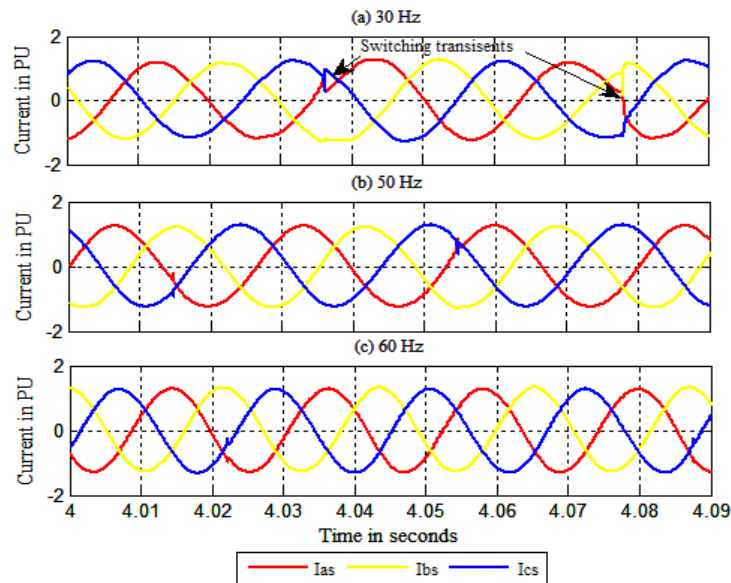 (a) 30 Hz
2
Switching transisents
0
-2
Current in PU
(b) 50 Hz
2
0
-2
Current in PU
(c) 60 Hz
2
0
-2
Current in PU
4 4.01 4.02 4.03 4.04 4.05 4.06 4.07 4.08 4.09
Time in seconds
Ias Ibs Ics